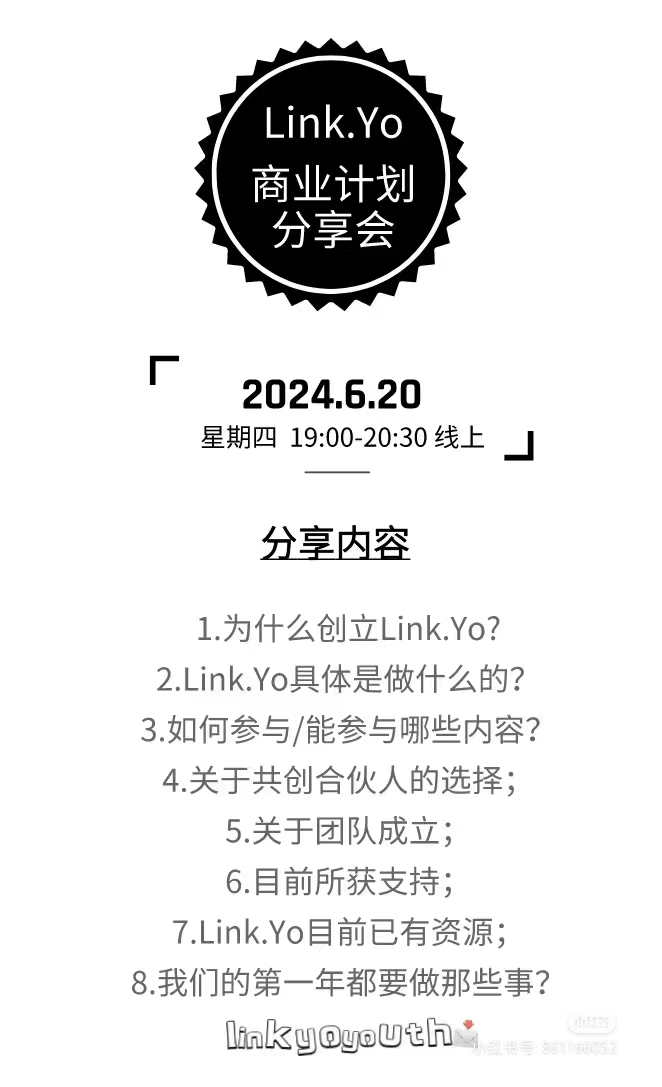 Link.Yo
商业计划
分享会
2024.6.20
星期四 19:00-20:30 线上
分享内容
1.为什么创立Link.Yo?
2.Link.Yo具体是做什么的?
3.如何参与/能参与哪些内容?
4.关于共创合伙人的选择；
5.关于团队成立；
6.目前所获支持；
7.Link.Yo目前已有资源；
8.我们的第一年都要做那些事?
linkyoyouth
小红书
小红书号: